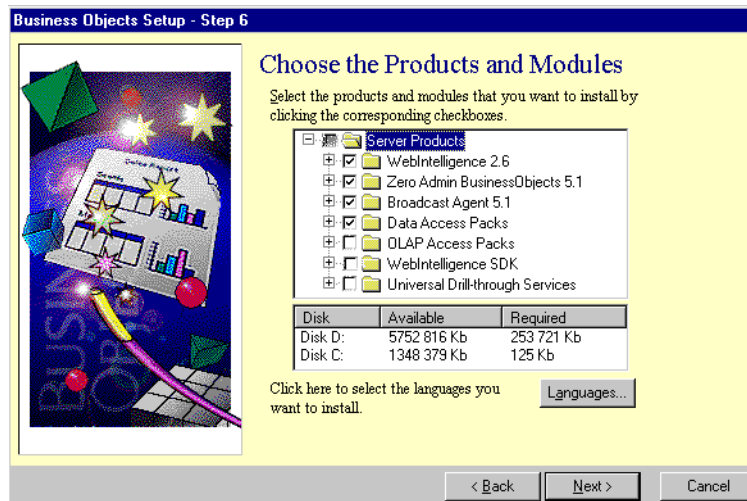 Business Objects Setup - Step 6
Choose the Products and Modules
Select the products and modules that you want to install by
clicking the corresponding checkboxes.
Server Products
WebIntelligence 2.6
Zero Admin BusinessObjects 5.1
Broadcast Agent 5.1
Data Access Packs
OLAP Access Packs
WebIntelligence SDK
Universal Drill-through Services
Disk Available Required
Disk D: 5752 816 Kb 253 721 Kb
Disk C: 1348 379 Kb 125 Kb
Click here to select the languages you
want to install.
Languages...
< Back
Next >
Cancel